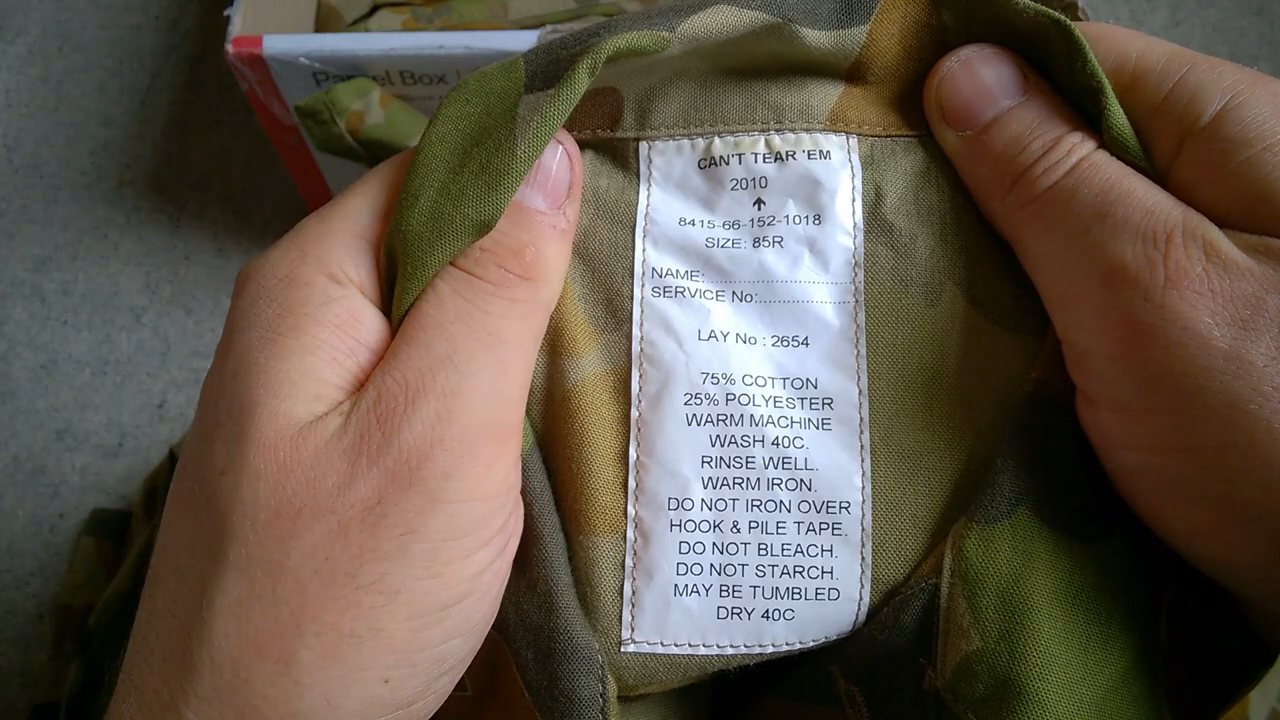 Parcel Box
CAN'T TEAR 'EM
2010
8415-66-152-1018
SIZE: 85R
NAME:..............................
SERVICE No:..................
LAY No : 2654
75% COTTON
25% POLYESTER
WARM MACHINE
WASH 40C.
RINSE WELL.
WARM IRON.
DO NOT IRON OVER
HOOK & PILE TAPE.
DO NOT BLEACH.
DO NOT STARCH.
MAY BE TUMBLED
DRY 40C